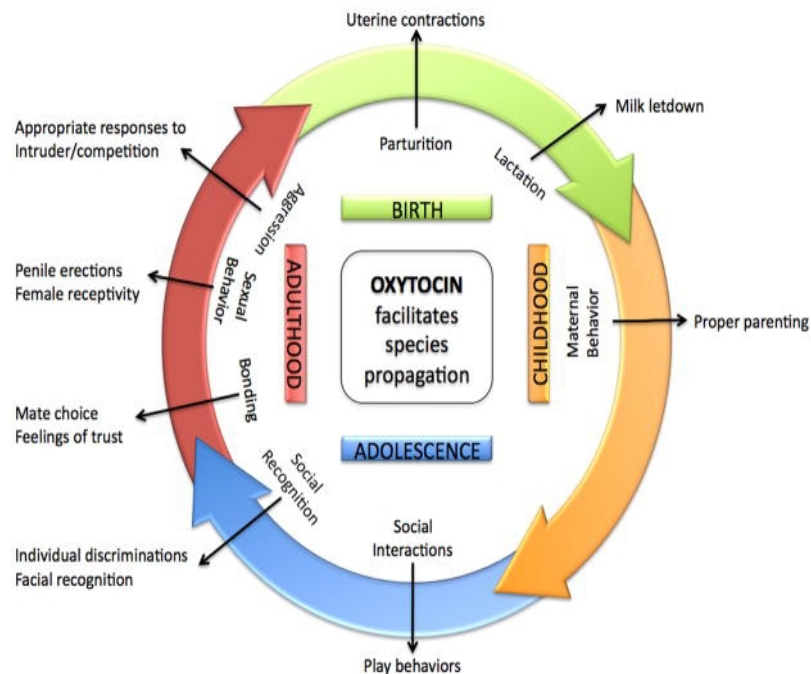 Uterine contractions
Milk letdown
Appropriate responses to
Intruder/competition
Parturition
Lactation
Aggression
BIRTH
Penile erections
Female receptivity
Sexual
Behavior
ADULTHOOD
OXYTOCIN
facilitates
species
propagation
CHILDHOOD
Maternal
Behavior
Proper parenting
Mate choice
Feelings of trust
Bonding
ADOLESCENCE
Social
Recognition
Individual discriminations
Facial recognition
Social
Interactions
Play behaviors